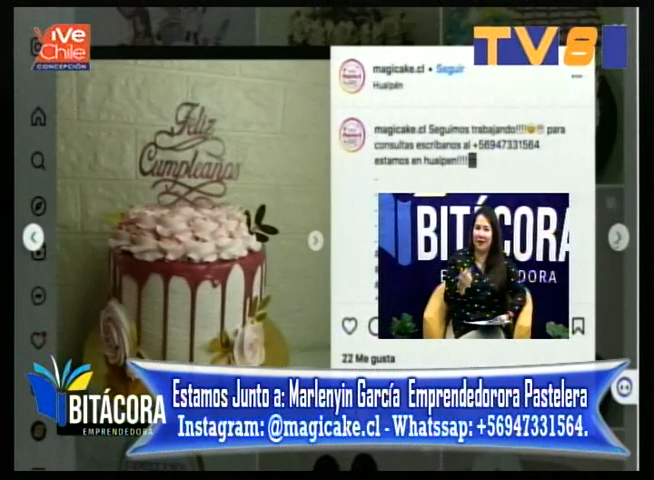 ViVe
Chile
CONCEPCIÓN
TV8
magicake.cl • Seguir
Hualpén
magicake.cl Seguimos trabajando!!!! para
consultas escríbanos al +56947331564
estamos en hualpen!!!!
Feliz
Cumpleaños
BITÁCORA
EMPRENDEDORA
22 Me gusta
Estamos Junto a: Marlenyin García Emprendedorora Pastelera
Instagram: @magicake.cl - Whatssap: +56947331564.
BITÁCORA
EMPRENDEDORA